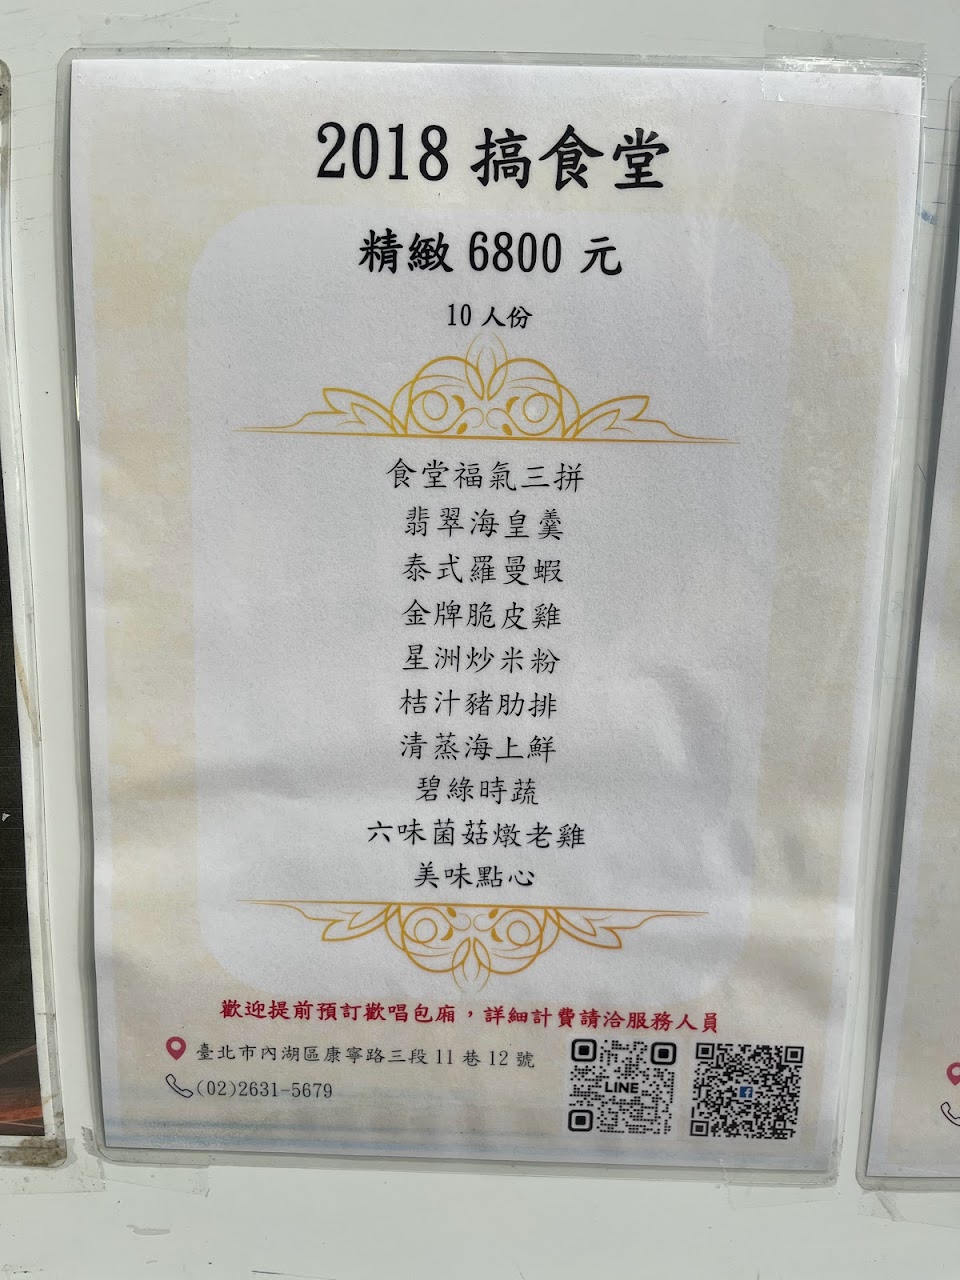 2018 搞食堂
精緻 6800 元
10 人份
食堂福氣三拼
翡翠海皇羹
泰式羅曼蝦
金牌脆皮雞
星洲炒米粉
桔汁豬肋排
清蒸海上鮮
碧綠時蔬
六味菌菇燉老雞
美味點心
歡迎提前預訂歡唱包廂，詳細計費請洽服務人員
臺北市內湖區康寧路三段 11 巷 12 號
(02)2631-5679
LINE